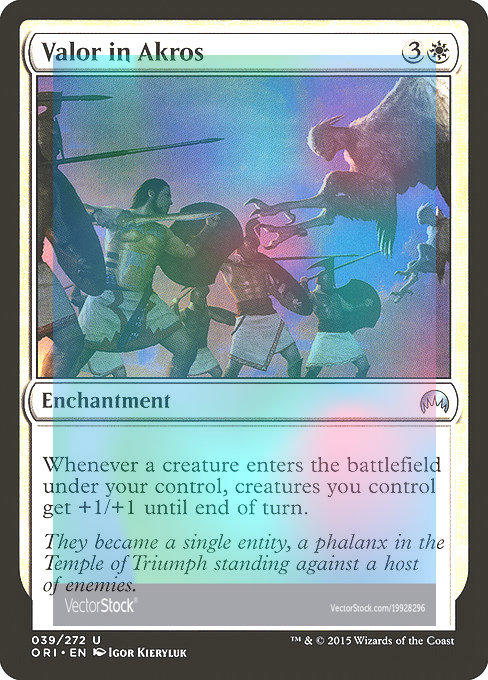 Valor in Akros 3
Enchantment
Whenever a creature enters the battlefield
under your control, creatures you control
get +1/+1 until end of turn.
They became a single entity, a phalanx in the
Temple of Triumph standing against a host
of enemies.
VectorStock® VectorStock.com/19928296
039/272 U
ORI • EN Igor Kieryluk ™ & © 2015 Wizards of the Coast